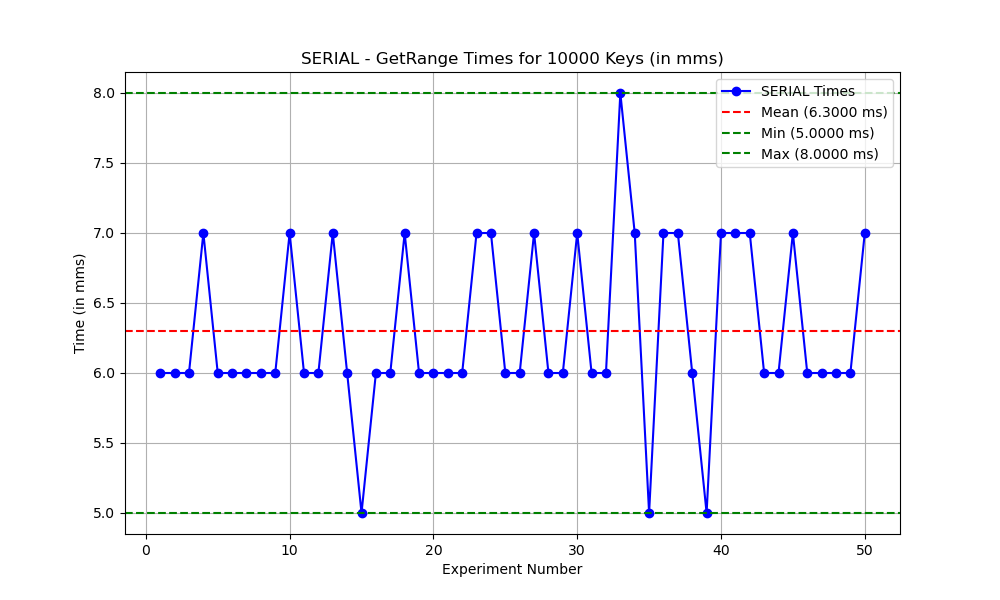 SERIAL - GetRange Times for 10000 Keys (in mms)
SERIAL Times
Mean (6.3000 ms)
Min (5.0000 ms)
Max (8.0000 ms)
Time (in mms)
8.0
7.5
7.0
6.5
6.0
5.5
5.0
0 10 20 30 40 50
Experiment Number